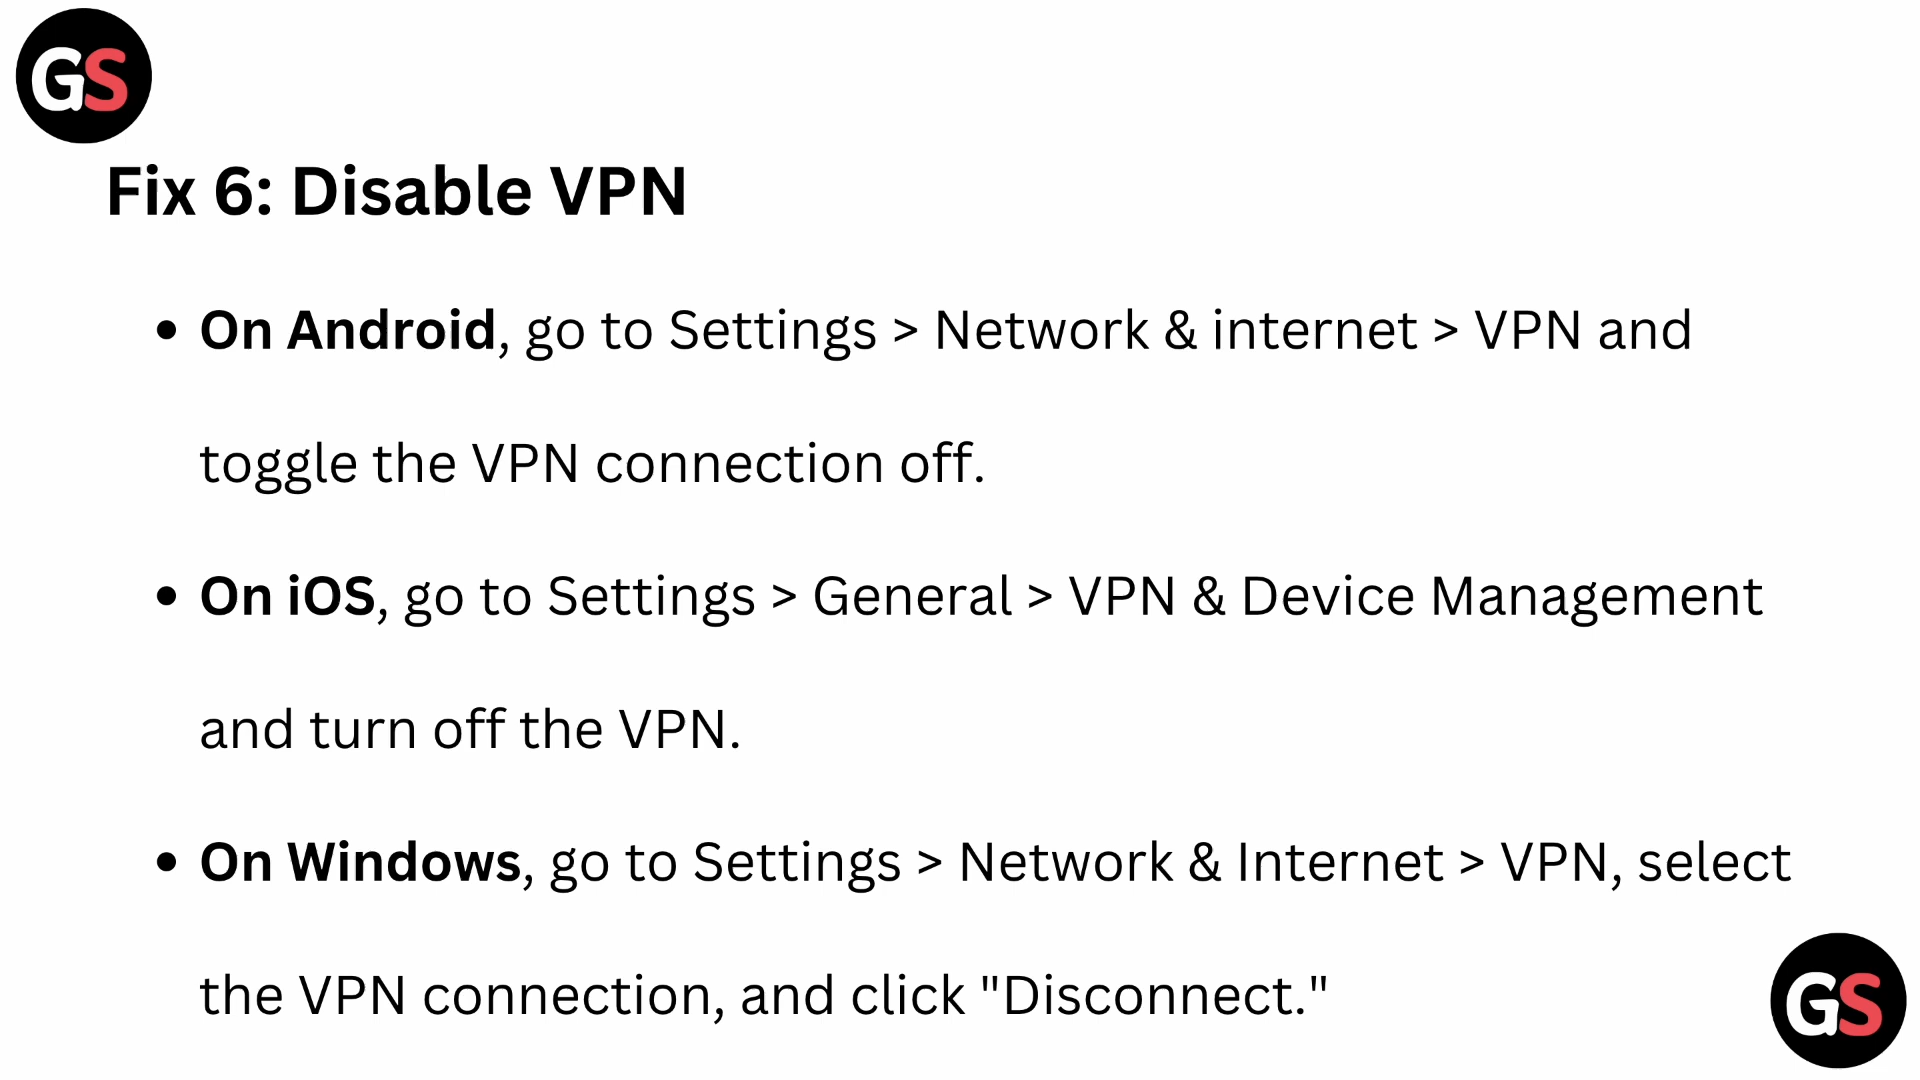 GS
Fix 6: Disable VPN
• On Android, go to Settings > Network & internet > VPN and
toggle the VPN connection off.
• On iOS, go to Settings > General > VPN & Device Management
and turn off the VPN.
• On Windows, go to Settings > Network & Internet > VPN, select
the VPN connection, and click "Disconnect."
GS